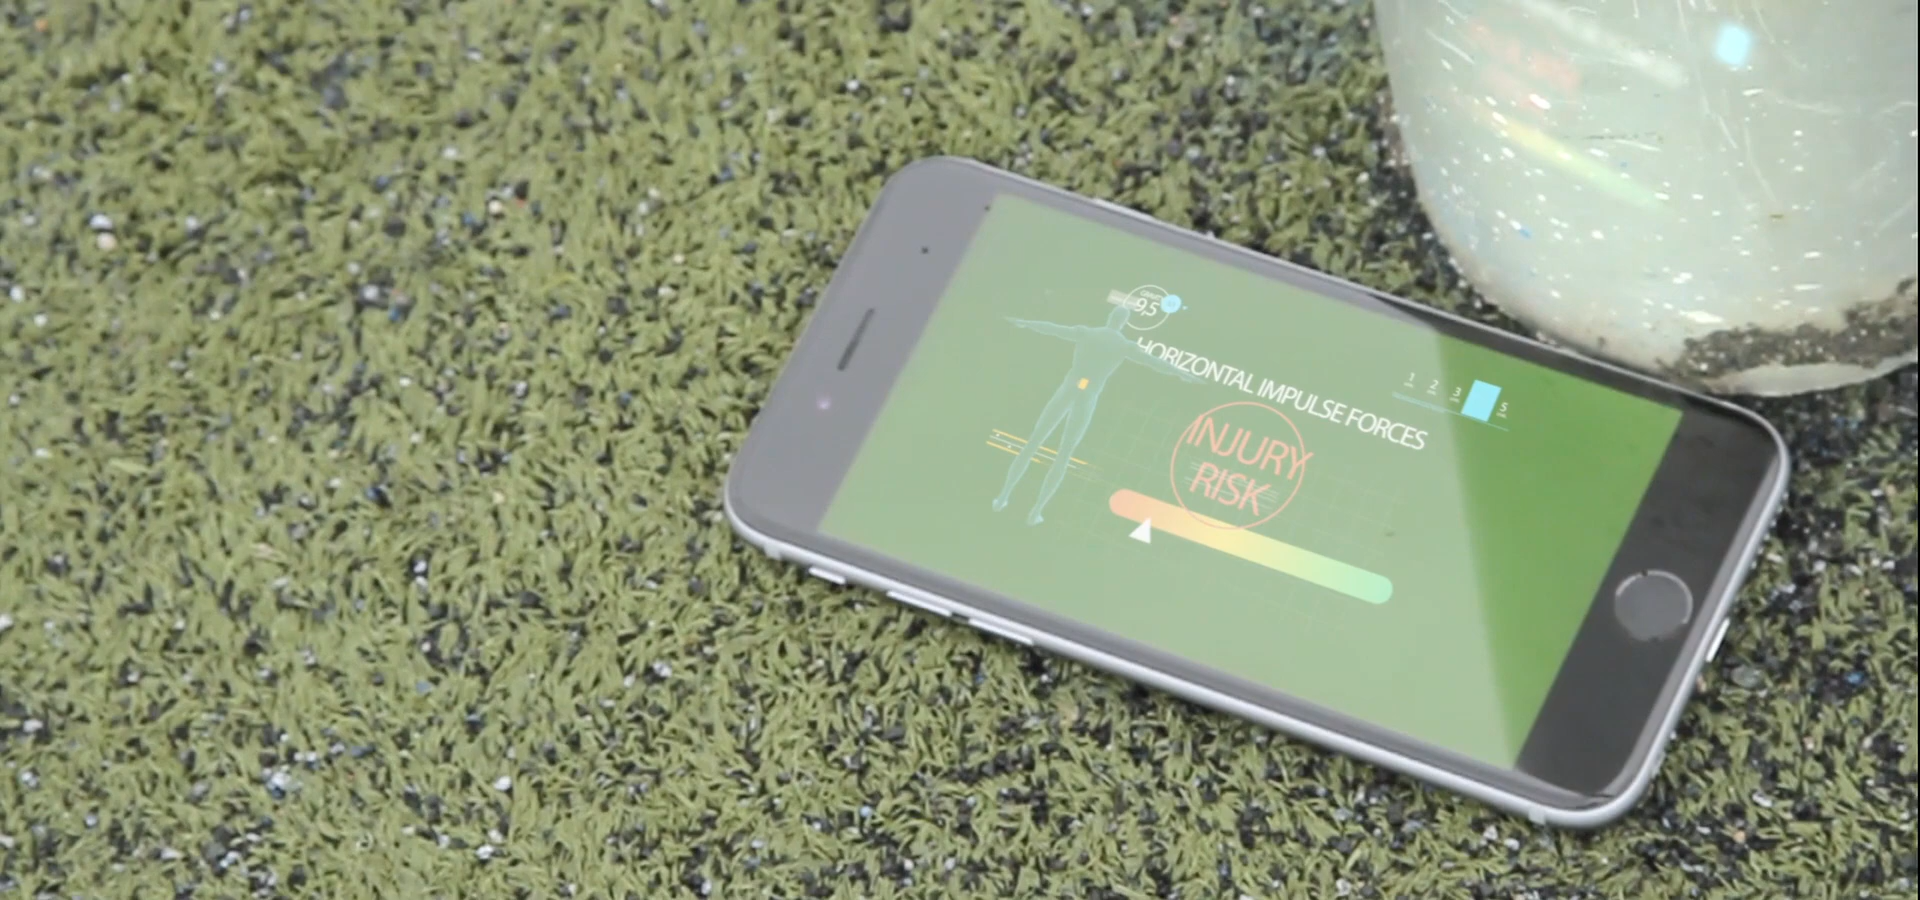 9,5
HORIZONTAL IMPULSE FORCES
1 2 3 5
INJURY
RISK